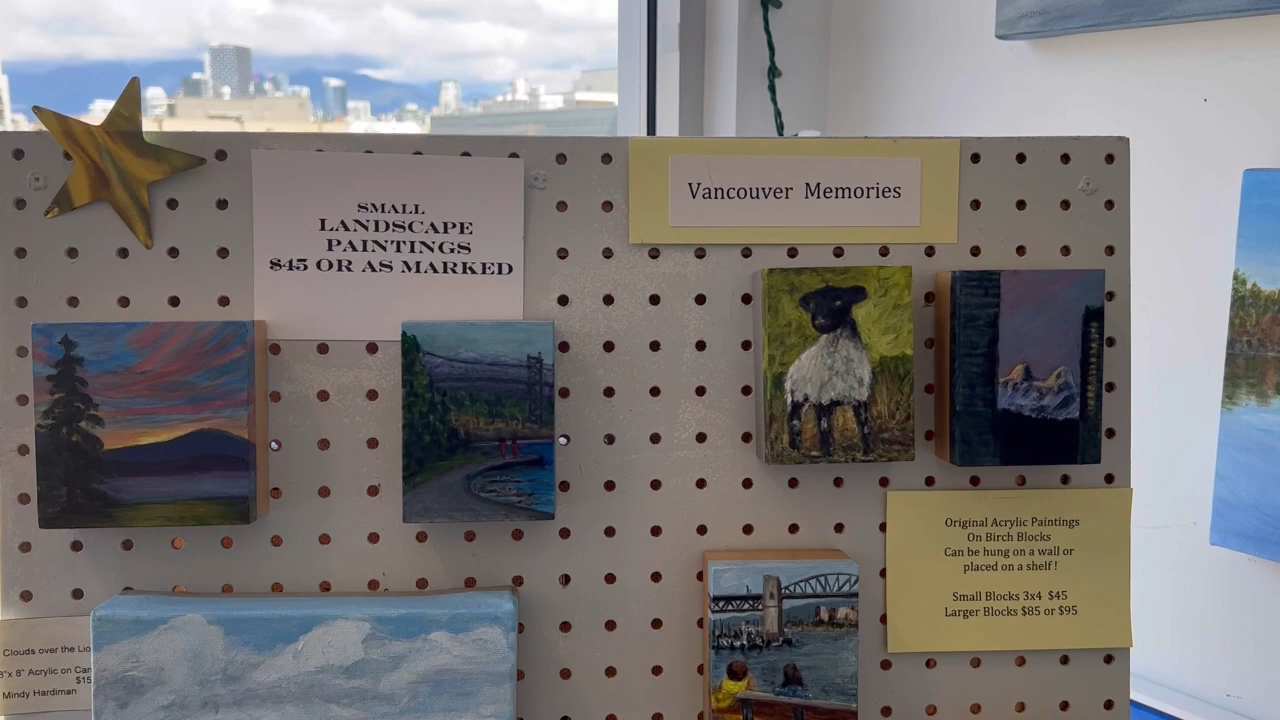 SMALL
LANDSCAPE
PAINTINGS
$45 OR AS MARKED
Vancouver Memories
Original Acrylic Paintings
On Birch Blocks
Can be hung on a wall or
placed on a shelf !
Small Blocks 3x4 $45
Larger Blocks $85 or $95
Clouds over the
8" Acrylic on
Mindy Hardiman